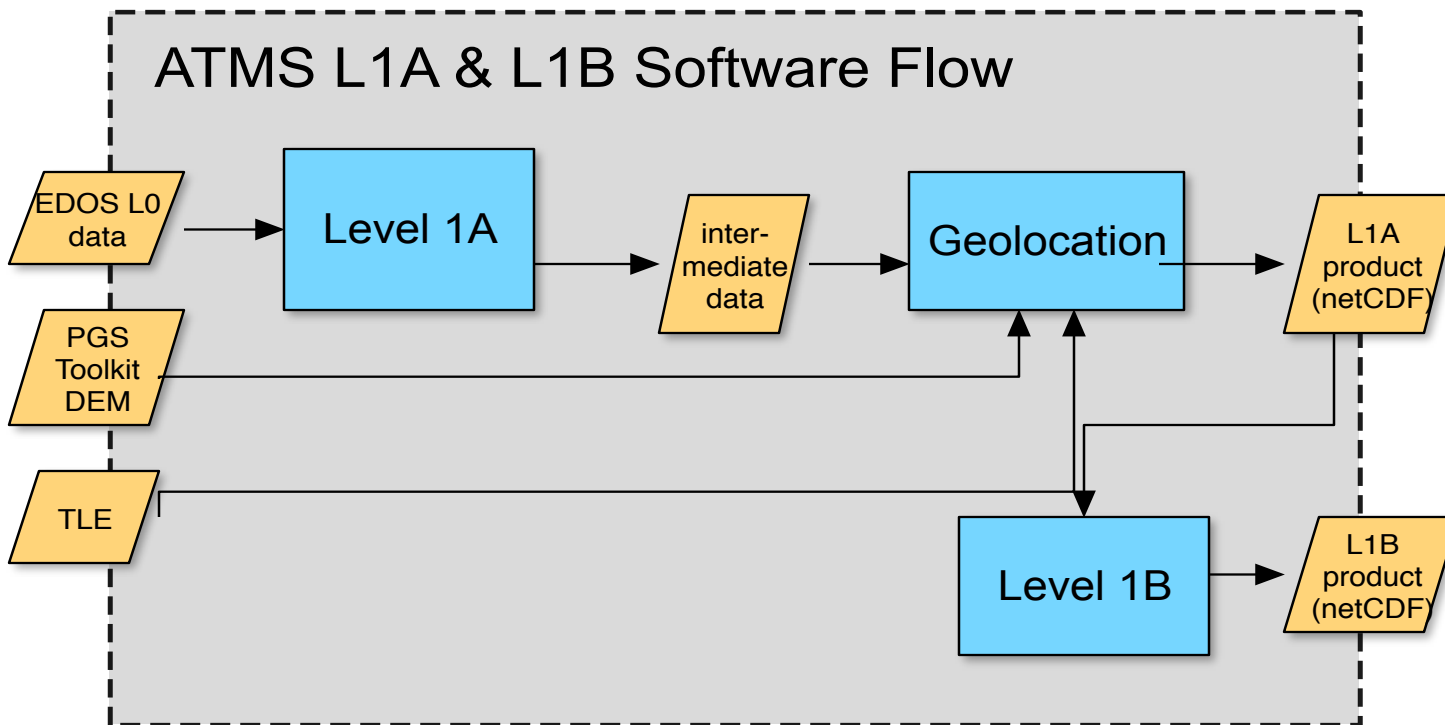 ATMS L1A & L1B Software Flow
EDOS L0
data
Level 1A
inter-
mediate
data
Geolocation
L1A
product
(netCDF)
PGS
Toolkit
DEM
TLE
Level 1B
L1B
product
(netCDF)